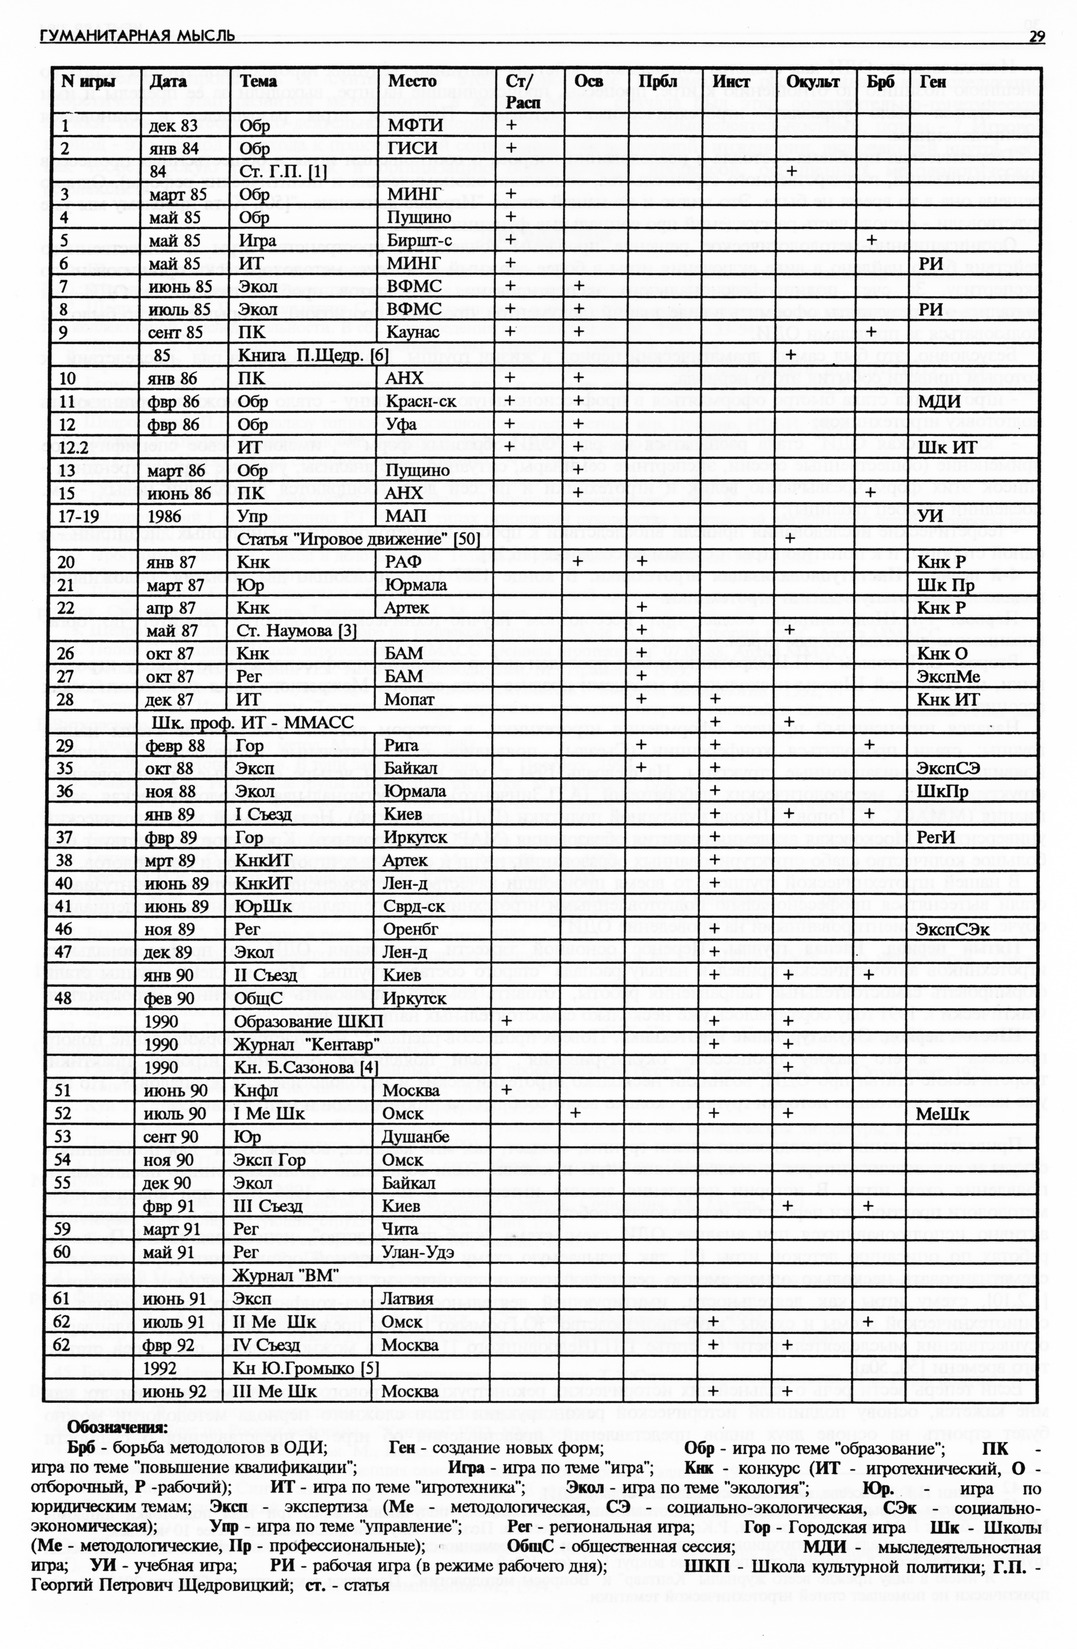 ГУМАНИТАРНАЯ МЫСЛЬ 29
N игры Дата Тема Место Ст/ Осв Прбл Инст Окульт Брб Ген
Расп
1 дек 83 Обр МФТИ +
2 янв 84 Обр ГИСИ +
84 Ст. Г.П. [1] +
3 март 85 Обр МИНГ +
4 май 85 Обр Пущино +
5 май 85 Игра Биршт-с + +
6 май 85 ИТ МИНГ + РИ
7 июнь 85 Экол ВФМС + +
8 июль 85 Экол ВФМС + + РИ
9 сент 85 ПК Каунас + + +
85 Книга П.Щедр. [6] +
10 янв 86 ПК АНХ + +
11 фвр 86 Обр Красн-ск + + МДИ
12 фвр 86 Обр Уфа + +
12.2 ИТ + + Шк ИТ
13 март 86 Обр Пущино +
15 июнь 86 ПК АНХ + +
17-19 1986 Упр МАП УИ
Статья "Игровое движение" [50] +
20 янв 87 Кнк РАФ + + Кнк Р
21 март 87 Юр Юрмала Шк Пр
22 апр 87 Кнк Артек + Кнк Р
май 87 Ст. Наумова [3] + +
26 окт 87 Кнк БАМ + Кнк О
27 окт 87 Рег БАМ + ЭкспМе
28 дек 87 ИТ Мопат + + Кнк ИТ
Шк. проф. ИТ - ММАСС + +
29 февр 88 Гор Рига + + +
35 окт 88 Эксп Байкал + + ЭкспСЭ
36 ноя 88 Экол Юрмала + ШкПр
янв 89 I Съезд Киев + + +
37 фвр 89 Гор Иркутск + РегИ
38 мрт 89 КнкИТ Артек +
40 июнь 89 КнкИТ Лен-д +
41 июнь 89 ЮрШк Сврд-ск
46 ноя 89 Рег Оренбг + ЭкспСЭк
47 дек 89 Экол Лен-д +
янв 90 II Съезд Киев + + +
48 фев 90 ОбщС Иркутск
1990 Образование ШКП + + +
1990 Журнал "Кентавр" + +
1990 Кн. Б.Сазонова [4] +
51 июнь 90 Кнфл Москва +
52 июль 90 I Ме Шк Омск + + + МеШк
53 сент 90 Юр Душанбе
54 ноя 90 Эксп Гор Омск
55 дек 90 Экол Байкал
фвр 91 III Съезд Киев + +
59 март 91 Рег Чита
60 май 91 Рег Улан-Удэ
Журнал "ВМ"
61 июнь 91 Эксп Латвия
62 июль 91 II Ме Шк Омск + +
62 фвр 92 IV Съезд Москва + +
1992 Кн Ю.Громыко [5]
июнь 92 III Ме Шк Москва + +
Обозначения:
Брб - борьба методологов в ОДИ; Ген - создание новых форм; Обр - игра по теме "образование"; ПК -
игра по теме "повышение квалификации"; Игра - игра по теме "игра"; Кнк - конкурс (ИТ - игротехнический, О -
отборочный, Р -рабочий); ИТ - игра по теме "игротехника"; Экол - игра по теме "экология"; Юр. - игра по
юридическим темам; Эксп - экспертиза (Ме - методологическая, СЭ - социально-экологическая, СЭк - социально-
экономическая); Упр - игра по теме "управление"; Рег - региональная игра; Гор - Городская игра Шк - Школы
(Ме - методологические, Пр - профессиональные); ОбщС - общественная сессия; МДИ - мыследеятельностная
игра; УИ - учебная игра; РИ - рабочая игра (в режиме рабочего дня); ШКП - Школа культурной политики; Г.П. -
Георгий Петрович Щедровицкий; ст. - статья